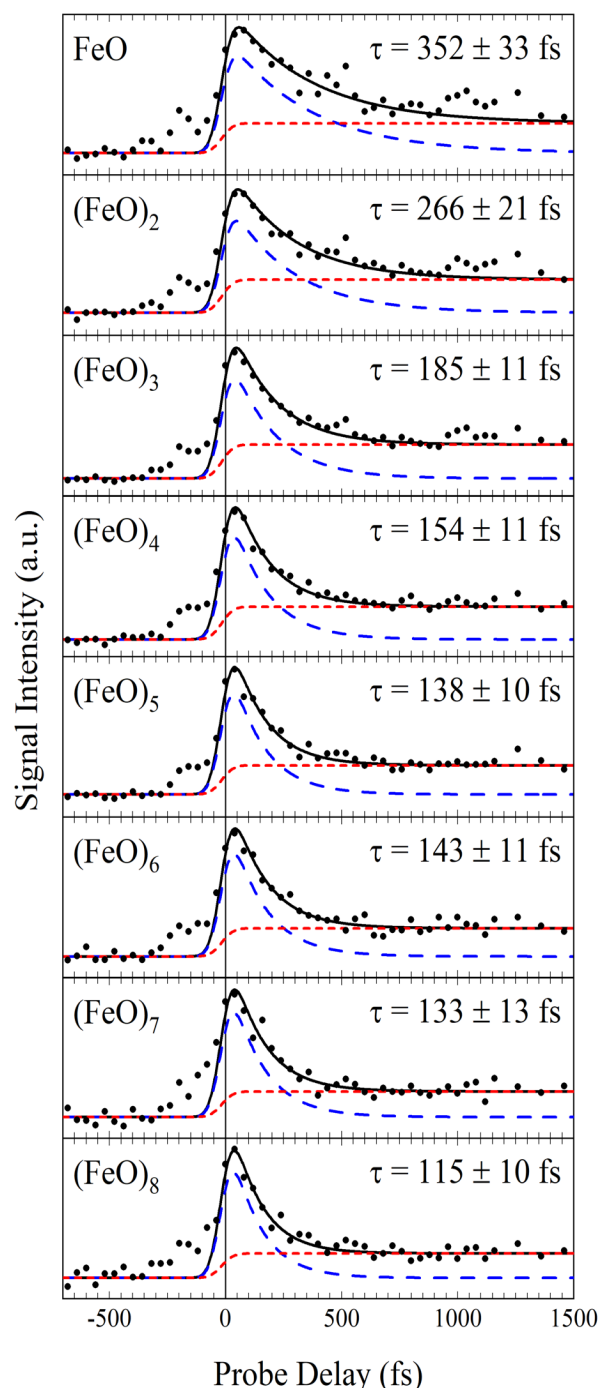 FeO τ = 352 ± 33 fs
(FeO)₂ τ = 266 ± 21 fs
(FeO)₃ τ = 185 ± 11 fs
(FeO)₄ τ = 154 ± 11 fs
(FeO)₅ τ = 138 ± 10 fs
(FeO)₆ τ = 143 ± 11 fs
(FeO)₇ τ = 133 ± 13 fs
(FeO)₈ τ = 115 ± 10 fs
Signal Intensity (a.u.)
-500 0 500 1000 1500
Probe Delay (fs)